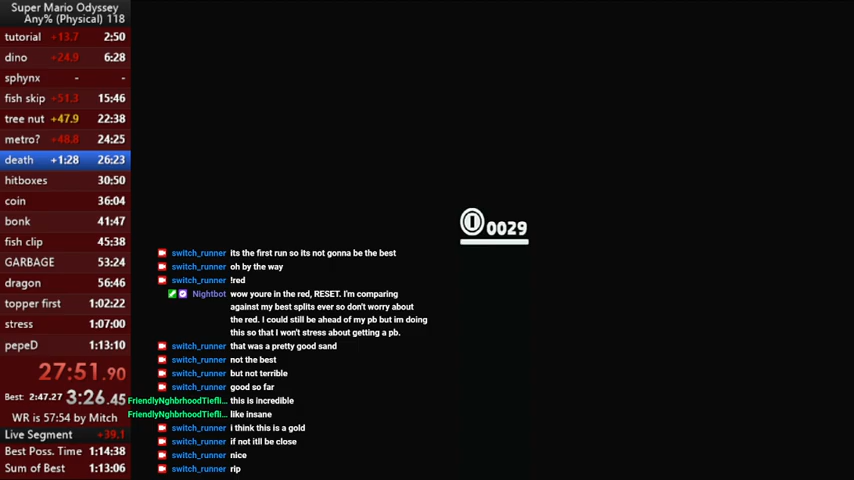 Super Mario Odyssey
Any% (Physical) 118
tutorial +13.7 2:50
dino +24.9 6:28
sphynx - -
fish skip +51.3 15:46
tree nut +47.9 22:38
metro? +48.8 24:25
death +1:28 26:23
hitboxes 30:50
coin 36:04
bonk 41:47
fish clip 45:38
GARBAGE 53:24
dragon 56:46
topper first 1:02:22
stress 1:07:00
pepeD 1:13:10
27:51.90
Best: 2:47.27 3:26.45
WR is 57:54 by Mitch
Live Segment +39.1
Best Poss. Time 1:14:38
Sum of Best 1:13:06
0029
switch_runner its the first run so its not gonna be the best
switch_runner oh by the way
switch_runner !red
Nightbot wow youre in the red, RESET. I'm comparing
against my best splits ever so don't worry about
the red. I could still be ahead of my pb but im doing
this so that I won't stress about getting a pb.
switch_runner that was a pretty good sand
switch_runner not the best
switch_runner but not terrible
switch_runner good so far
FriendlyNghbrhoodTiefli... this is incredible
FriendlyNghbrhoodTiefli... like insane
switch_runner i think this is a gold
switch_runner if not itll be close
switch_runner nice
switch_runner rip